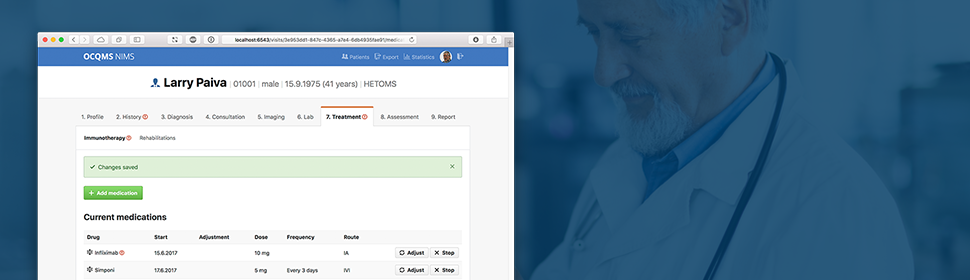 localhost:6543/visits/3e953dd1-847c-4365-a7e4-6db4935fae91/medica
OCQMS NIMS Patients Export Statistics
Larry Paiva | 01001 | male | 15.9.1975 (41 years) | HETOMS
1. Profile 2. History 3. Diagnosis 4. Consultation 5. Imaging 6. Lab 7. Treatment 8. Assessment 9. Report
Immunotherapy Rehabilitations
Changes saved
Add medication
Current medications
Drug Start Adjustment Dose Frequency Route
Infliximab 15.6.2017 10 mg IA Adjust Stop
Simponi 17.6.2017 5 mg Every 3 days IVI Adjust Stop